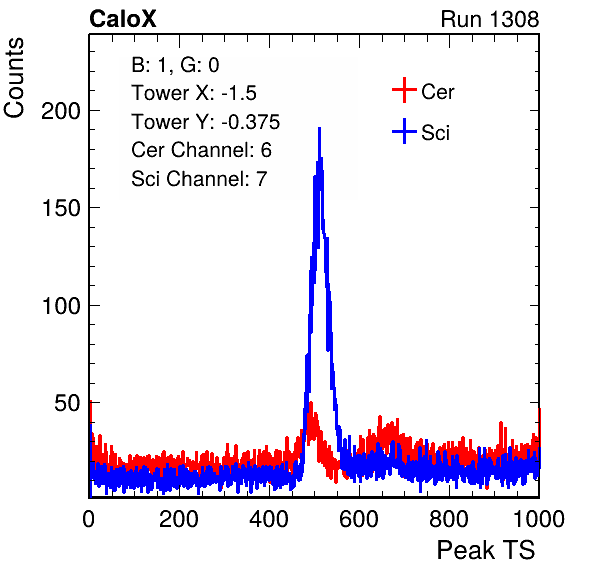 CaloX Run 1308
Counts
B: 1, G: 0
Tower X: -1.5
Tower Y: -0.375
Cer Channel: 6
Sci Channel: 7
Cer
Sci
200
150
100
50
0 200 400 600 800 1000
Peak TS